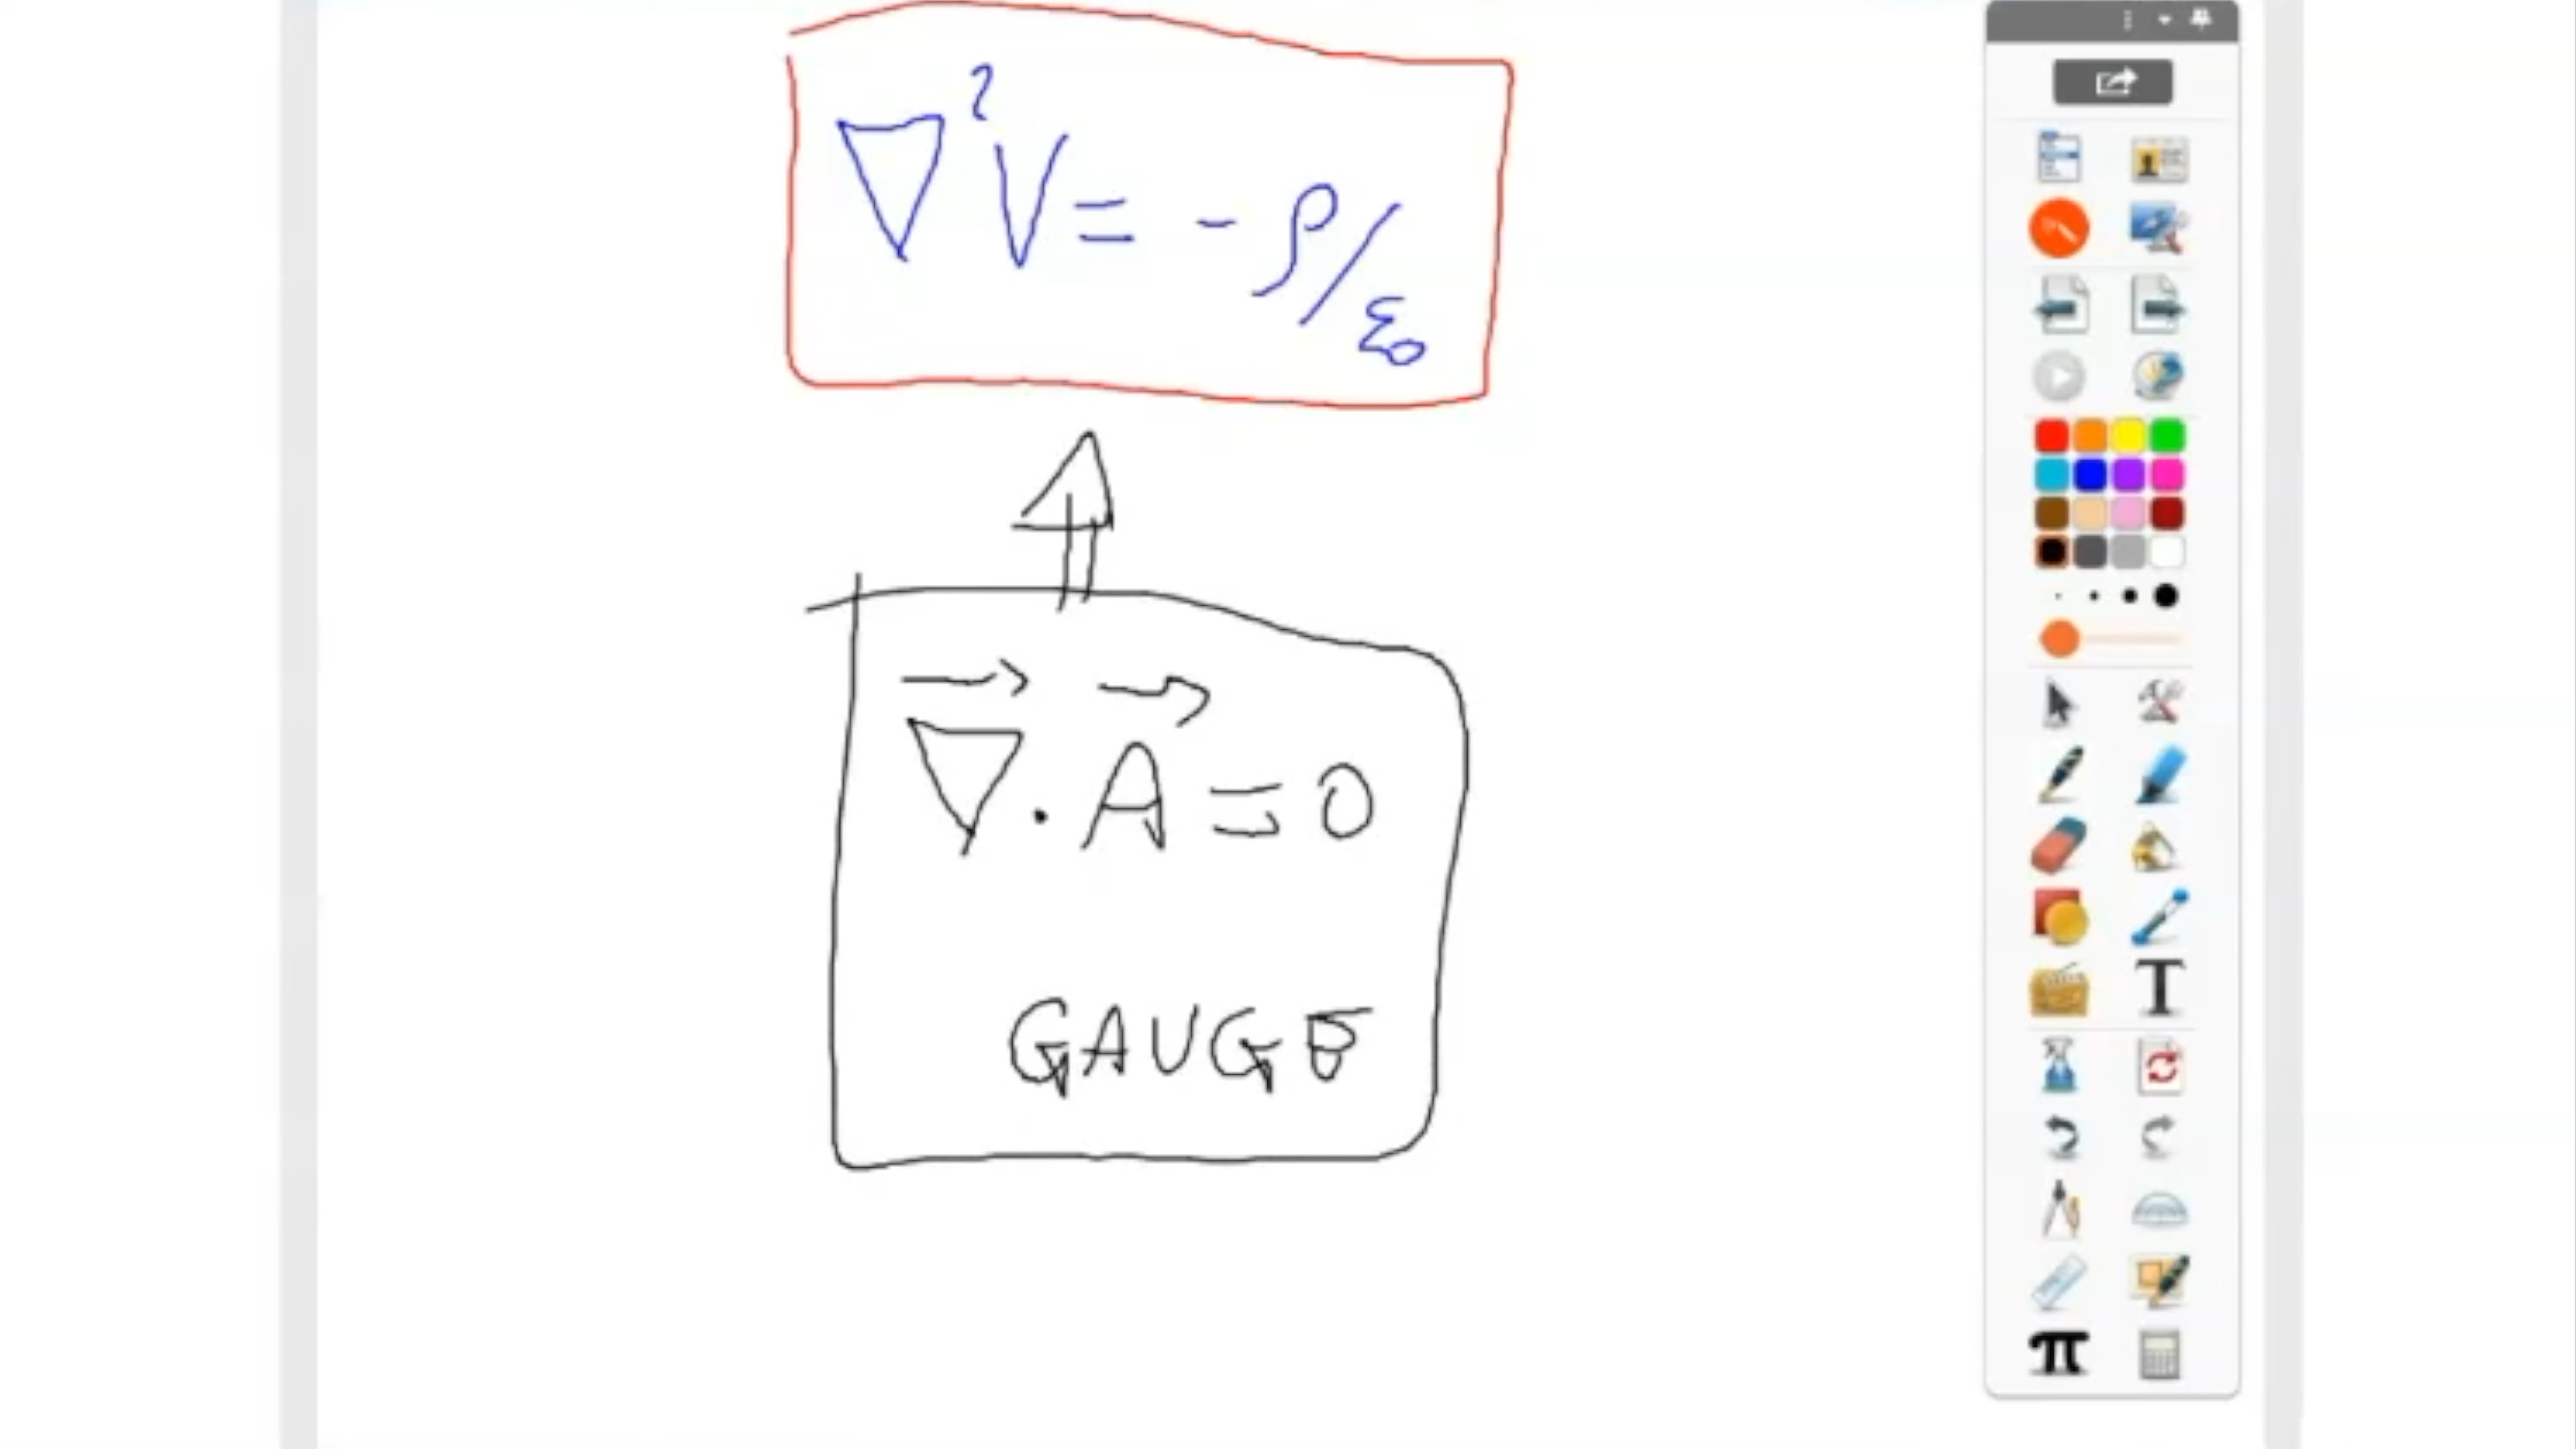 ∇²V = -ρ/ε₀
∇⃗ · A⃗ = 0
GAUGE